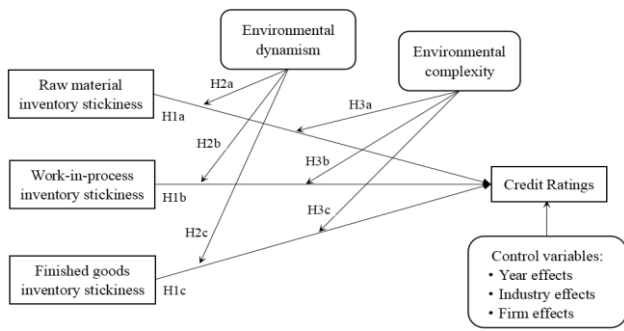 Environmental
dynamism
Environmental
complexity
Raw material
inventory stickiness
H2a
H1a
H3a
H2b
Work-in-process
inventory stickiness
H3b
H1b
Credit Ratings
H3c
H2c
Finished goods
inventory stickiness
H1c
Control variables:
• Year effects
• Industry effects
• Firm effects